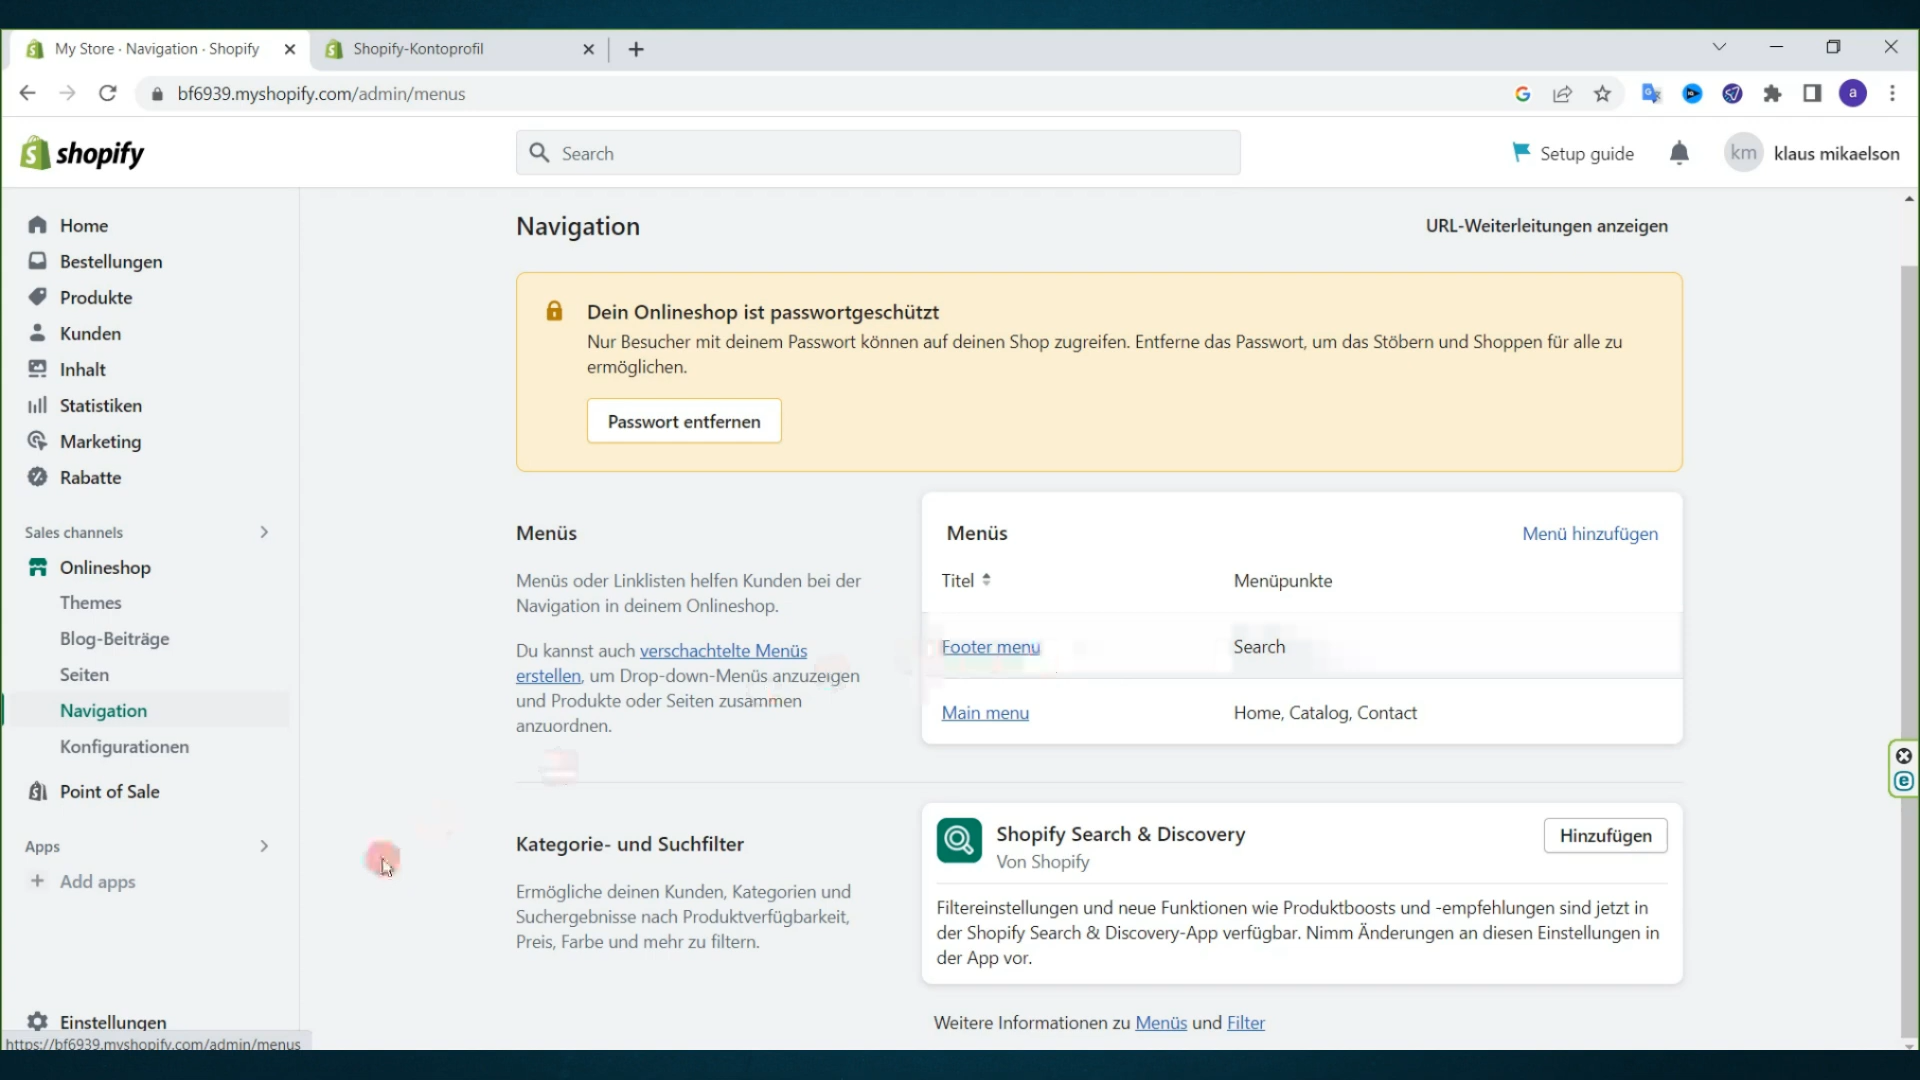 My Store · Navigation · Shopify
Shopify-Kontoprofil
bf6939.myshopify.com/admin/menus
a
shopify
Search
Setup guide
km
klaus mikaelson
Home
Bestellungen
Produkte
Kunden
Inhalt
Statistiken
Marketing
Rabatte
Sales channels
Onlineshop
Themes
Blog-Beiträge
Seiten
Navigation
Konfigurationen
Point of Sale
Apps
Add apps
Einstellungen
https://bf6939.myshopify.com/admin/menus
Navigation
URL-Weiterleitungen anzeigen
Dein Onlineshop ist passwortgeschützt
Nur Besucher mit deinem Passwort können auf deinen Shop zugreifen. Entferne das Passwort, um das Stöbern und Shoppen für alle zu
ermöglichen.
Passwort entfernen
Menüs
Menüs oder Linklisten helfen Kunden bei der
Navigation in deinem Onlineshop.
Du kannst auch verschachtelte Menüs
erstellen, um Drop-down-Menüs anzuzeigen
und Produkte oder Seiten zusammen
anzuordnen.
Menüs
Menü hinzufügen
Titel
Menüpunkte
Footer menu
Search
Main menu
Home, Catalog, Contact
Kategorie- und Suchfilter
Ermögliche deinen Kunden, Kategorien und
Suchergebnisse nach Produktverfügbarkeit,
Preis, Farbe und mehr zu filtern.
Shopify Search & Discovery
Von Shopify
Hinzufügen
Filtereinstellungen und neue Funktionen wie Produktboosts und -empfehlungen sind jetzt in
der Shopify Search & Discovery-App verfügbar. Nimm Änderungen an diesen Einstellungen in
der App vor.
Weitere Informationen zu Menüs und Filter